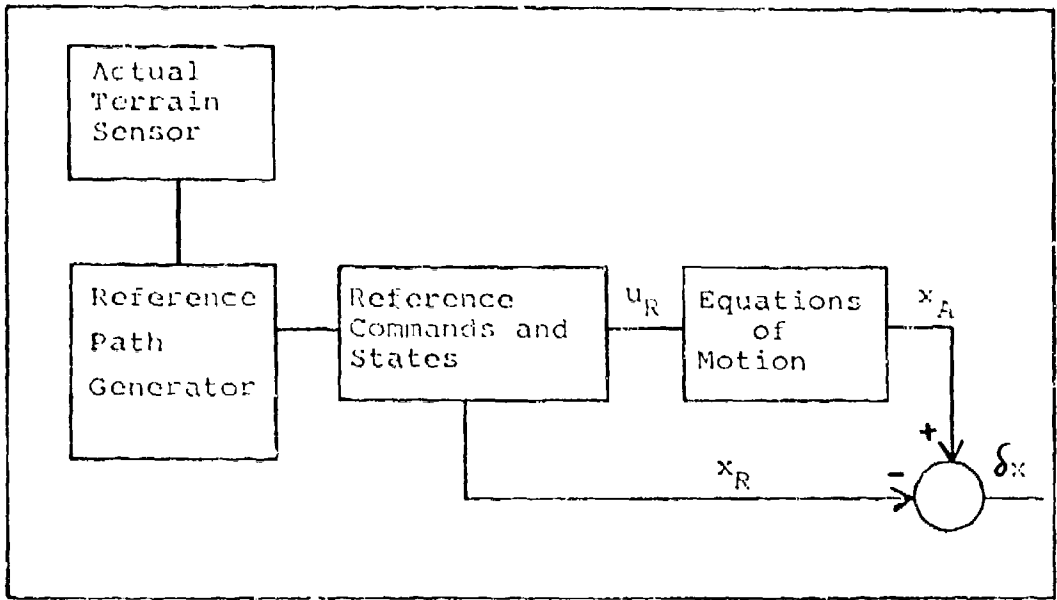 Actual
Terrain
Sensor
Reference
Path
Generator
Reference
Commands and
States
u_R
Equations
of
Motion
x_A
+
-
x_R
δx